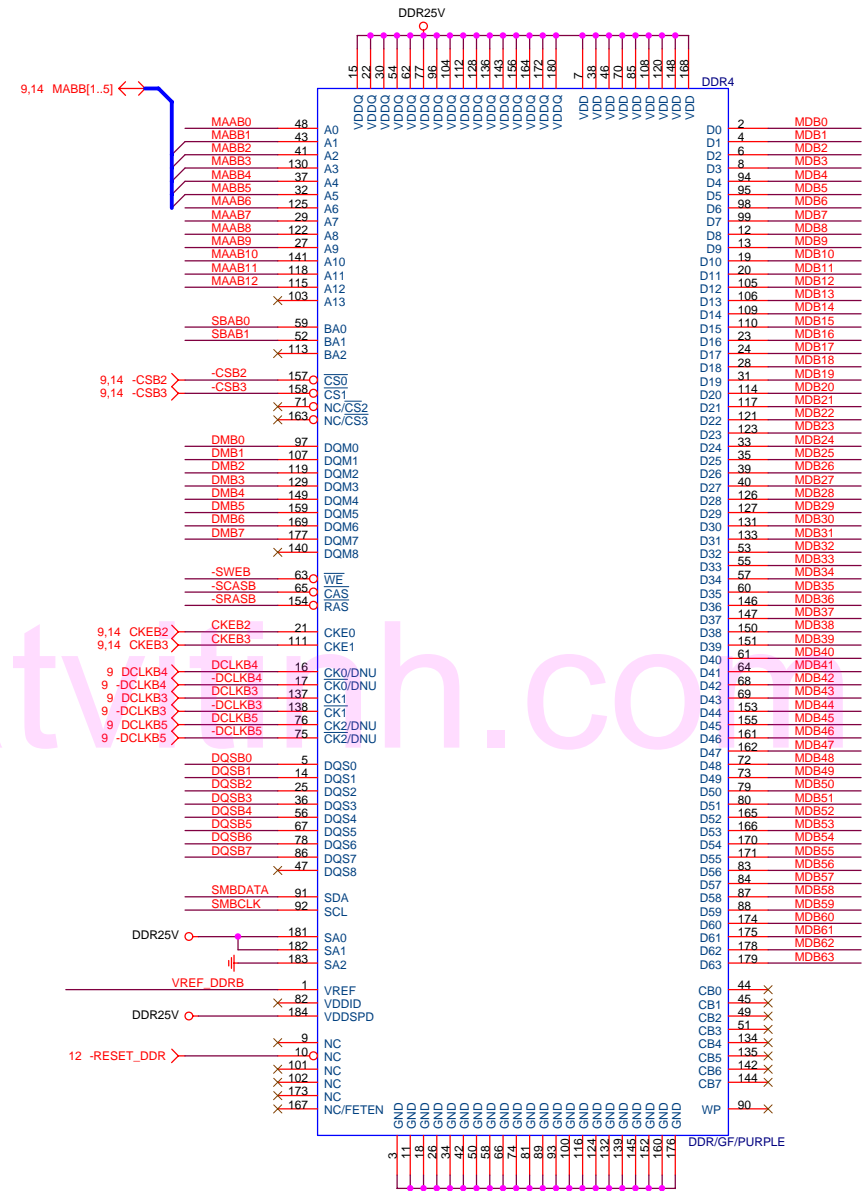 DDR25V
15 22 30 54 62 77 96 104 112 128 136 143 156 164 172 180 7 38 46 70 85 108 120 148 168
VDDQ VDDQ VDDQ VDDQ VDDQ VDDQ VDDQ VDDQ VDDQ VDDQ VDDQ VDDQ VDDQ VDDQ VDDQ VDDQ VDD VDD VDD VDD VDD VDD VDD VDD VDD
DDR4
9,14 MABB[1..5]
MAAB0 48 A0
MABB1 43 A1
MABB2 41 A2
MABB3 130 A3
MABB4 37 A4
MABB5 32 A5
MAAB6 125 A6
MAAB7 29 A7
MAAB8 122 A8
MAAB9 27 A9
MAAB10 141 A10
MAAB11 118 A11
MAAB12 115 A12
103 A13
SBAB0 59 BA0
SBAB1 52 BA1
113 BA2
9,14 -CSB2 -CSB2 157 CS0
9,14 -CSB3 -CSB3 158 CS1
71 NC/CS2
163 NC/CS3
DMB0 97 DQM0
DMB1 107 DQM1
DMB2 119 DQM2
DMB3 129 DQM3
DMB4 149 DQM4
DMB5 159 DQM5
DMB6 169 DQM6
DMB7 177 DQM7
140 DQM8
-SWEB 63 WE
-SCASB 65 CAS
-SRASB 154 RAS
9,14 CKEB2 CKEB2 21 CKE0
9,14 CKEB3 CKEB3 111 CKE1
9 DCLKB4 DCLKB4 16 CK0/DNU
9 -DCLKB4 -DCLKB4 17 CK0/DNU
9 DCLKB3 DCLKB3 137 CK1
9 -DCLKB3 -DCLKB3 138 CK1
9 DCLKB5 DCLKB5 76 CK2/DNU
9 -DCLKB5 -DCLKB5 75 CK2/DNU
DQSB0 5 DQS0
DQSB1 14 DQS1
DQSB2 25 DQS2
DQSB3 36 DQS3
DQSB4 56 DQS4
DQSB5 67 DQS5
DQSB6 78 DQS6
DQSB7 86 DQS7
47 DQS8
SMBDATA 91 SDA
SMBCLK 92 SCL
DDR25V 181 SA0
182 SA1
183 SA2
VREF_DDRB 1 VREF
82 VDDID
DDR25V 184 VDDSPD
9 NC
12 -RESET_DDR 10 NC
101 NC
102 NC
173 NC
167 NC/FETEN
D0 2 MDB0
D1 4 MDB1
D2 6 MDB2
D3 8 MDB3
D4 94 MDB4
D5 95 MDB5
D6 98 MDB6
D7 99 MDB7
D8 12 MDB8
D9 13 MDB9
D10 19 MDB10
D11 20 MDB11
D12 105 MDB12
D13 106 MDB13
D14 109 MDB14
D15 110 MDB15
D16 23 MDB16
D17 24 MDB17
D18 28 MDB18
D19 31 MDB19
D20 114 MDB20
D21 117 MDB21
D22 121 MDB22
D23 123 MDB23
D24 33 MDB24
D25 35 MDB25
D26 39 MDB26
D27 40 MDB27
D28 126 MDB28
D29 127 MDB29
D30 131 MDB30
D31 133 MDB31
D32 53 MDB32
D33 55 MDB33
D34 57 MDB34
D35 60 MDB35
D36 146 MDB36
D37 147 MDB37
D38 150 MDB38
D39 151 MDB39
D40 61 MDB40
D41 64 MDB41
D42 68 MDB42
D43 69 MDB43
D44 153 MDB44
D45 155 MDB45
D46 161 MDB46
D47 162 MDB47
D48 72 MDB48
D49 73 MDB49
D50 79 MDB50
D51 80 MDB51
D52 165 MDB52
D53 166 MDB53
D54 170 MDB54
D55 171 MDB55
D56 83 MDB56
D57 84 MDB57
D58 87 MDB58
D59 88 MDB59
D60 174 MDB60
D61 175 MDB61
D62 178 MDB62
D63 179 MDB63
CB0 44
CB1 45
CB2 49
CB3 51
CB4 134
CB5 135
CB6 142
CB7 144
WP 90
GND GND GND GND GND GND GND GND GND GND GND GND GND GND GND GND GND GND GND GND GND GND
3 11 18 26 34 42 50 58 66 74 81 89 93 100 116 124 132 139 145 152 160 176
DDR/GF/PURPLE
atvitinh.com